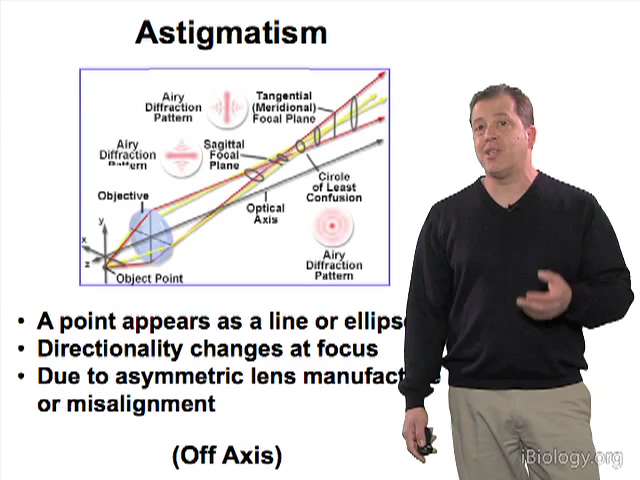 Astigmatism
Airy
Diffraction
Pattern
Tangential
(Meridional)
Focal Plane
Airy
Diffraction
Sagittal
Focal
Plane
Objective
Circle
of Least
Confusion
Optical
Axis
y
x
z
Airy
Diffraction
Pattern
Object Point
• A point appears as a line or ellips
• Directionality changes at focus
• Due to asymmetric lens manufact e
or misalignment
(Off Axis)
iBiology.org